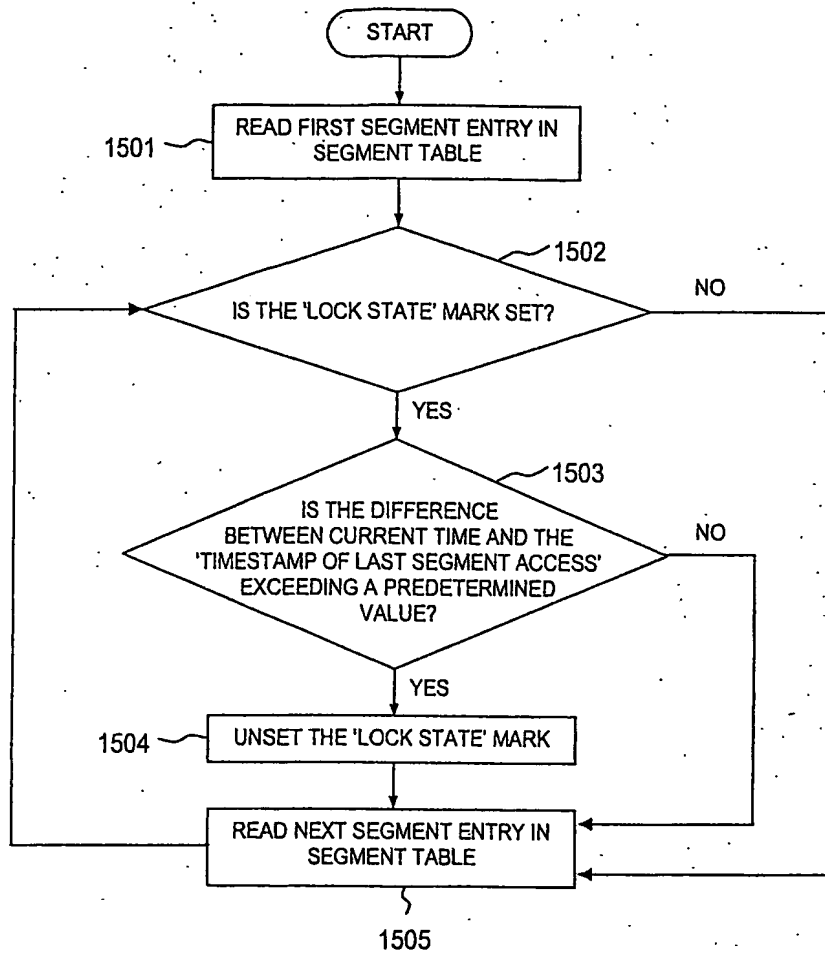 START
READ FIRST SEGMENT ENTRY IN
SEGMENT TABLE
1501
1502
IS THE 'LOCK STATE' MARK SET?
NO
YES
1503
IS THE DIFFERENCE
BETWEEN CURRENT TIME AND THE
'TIMESTAMP OF LAST SEGMENT ACCESS'
EXCEEDING A PREDETERMINED
VALUE?
NO
YES
1504
UNSET THE 'LOCK STATE' MARK
READ NEXT SEGMENT ENTRY IN
SEGMENT TABLE
1505